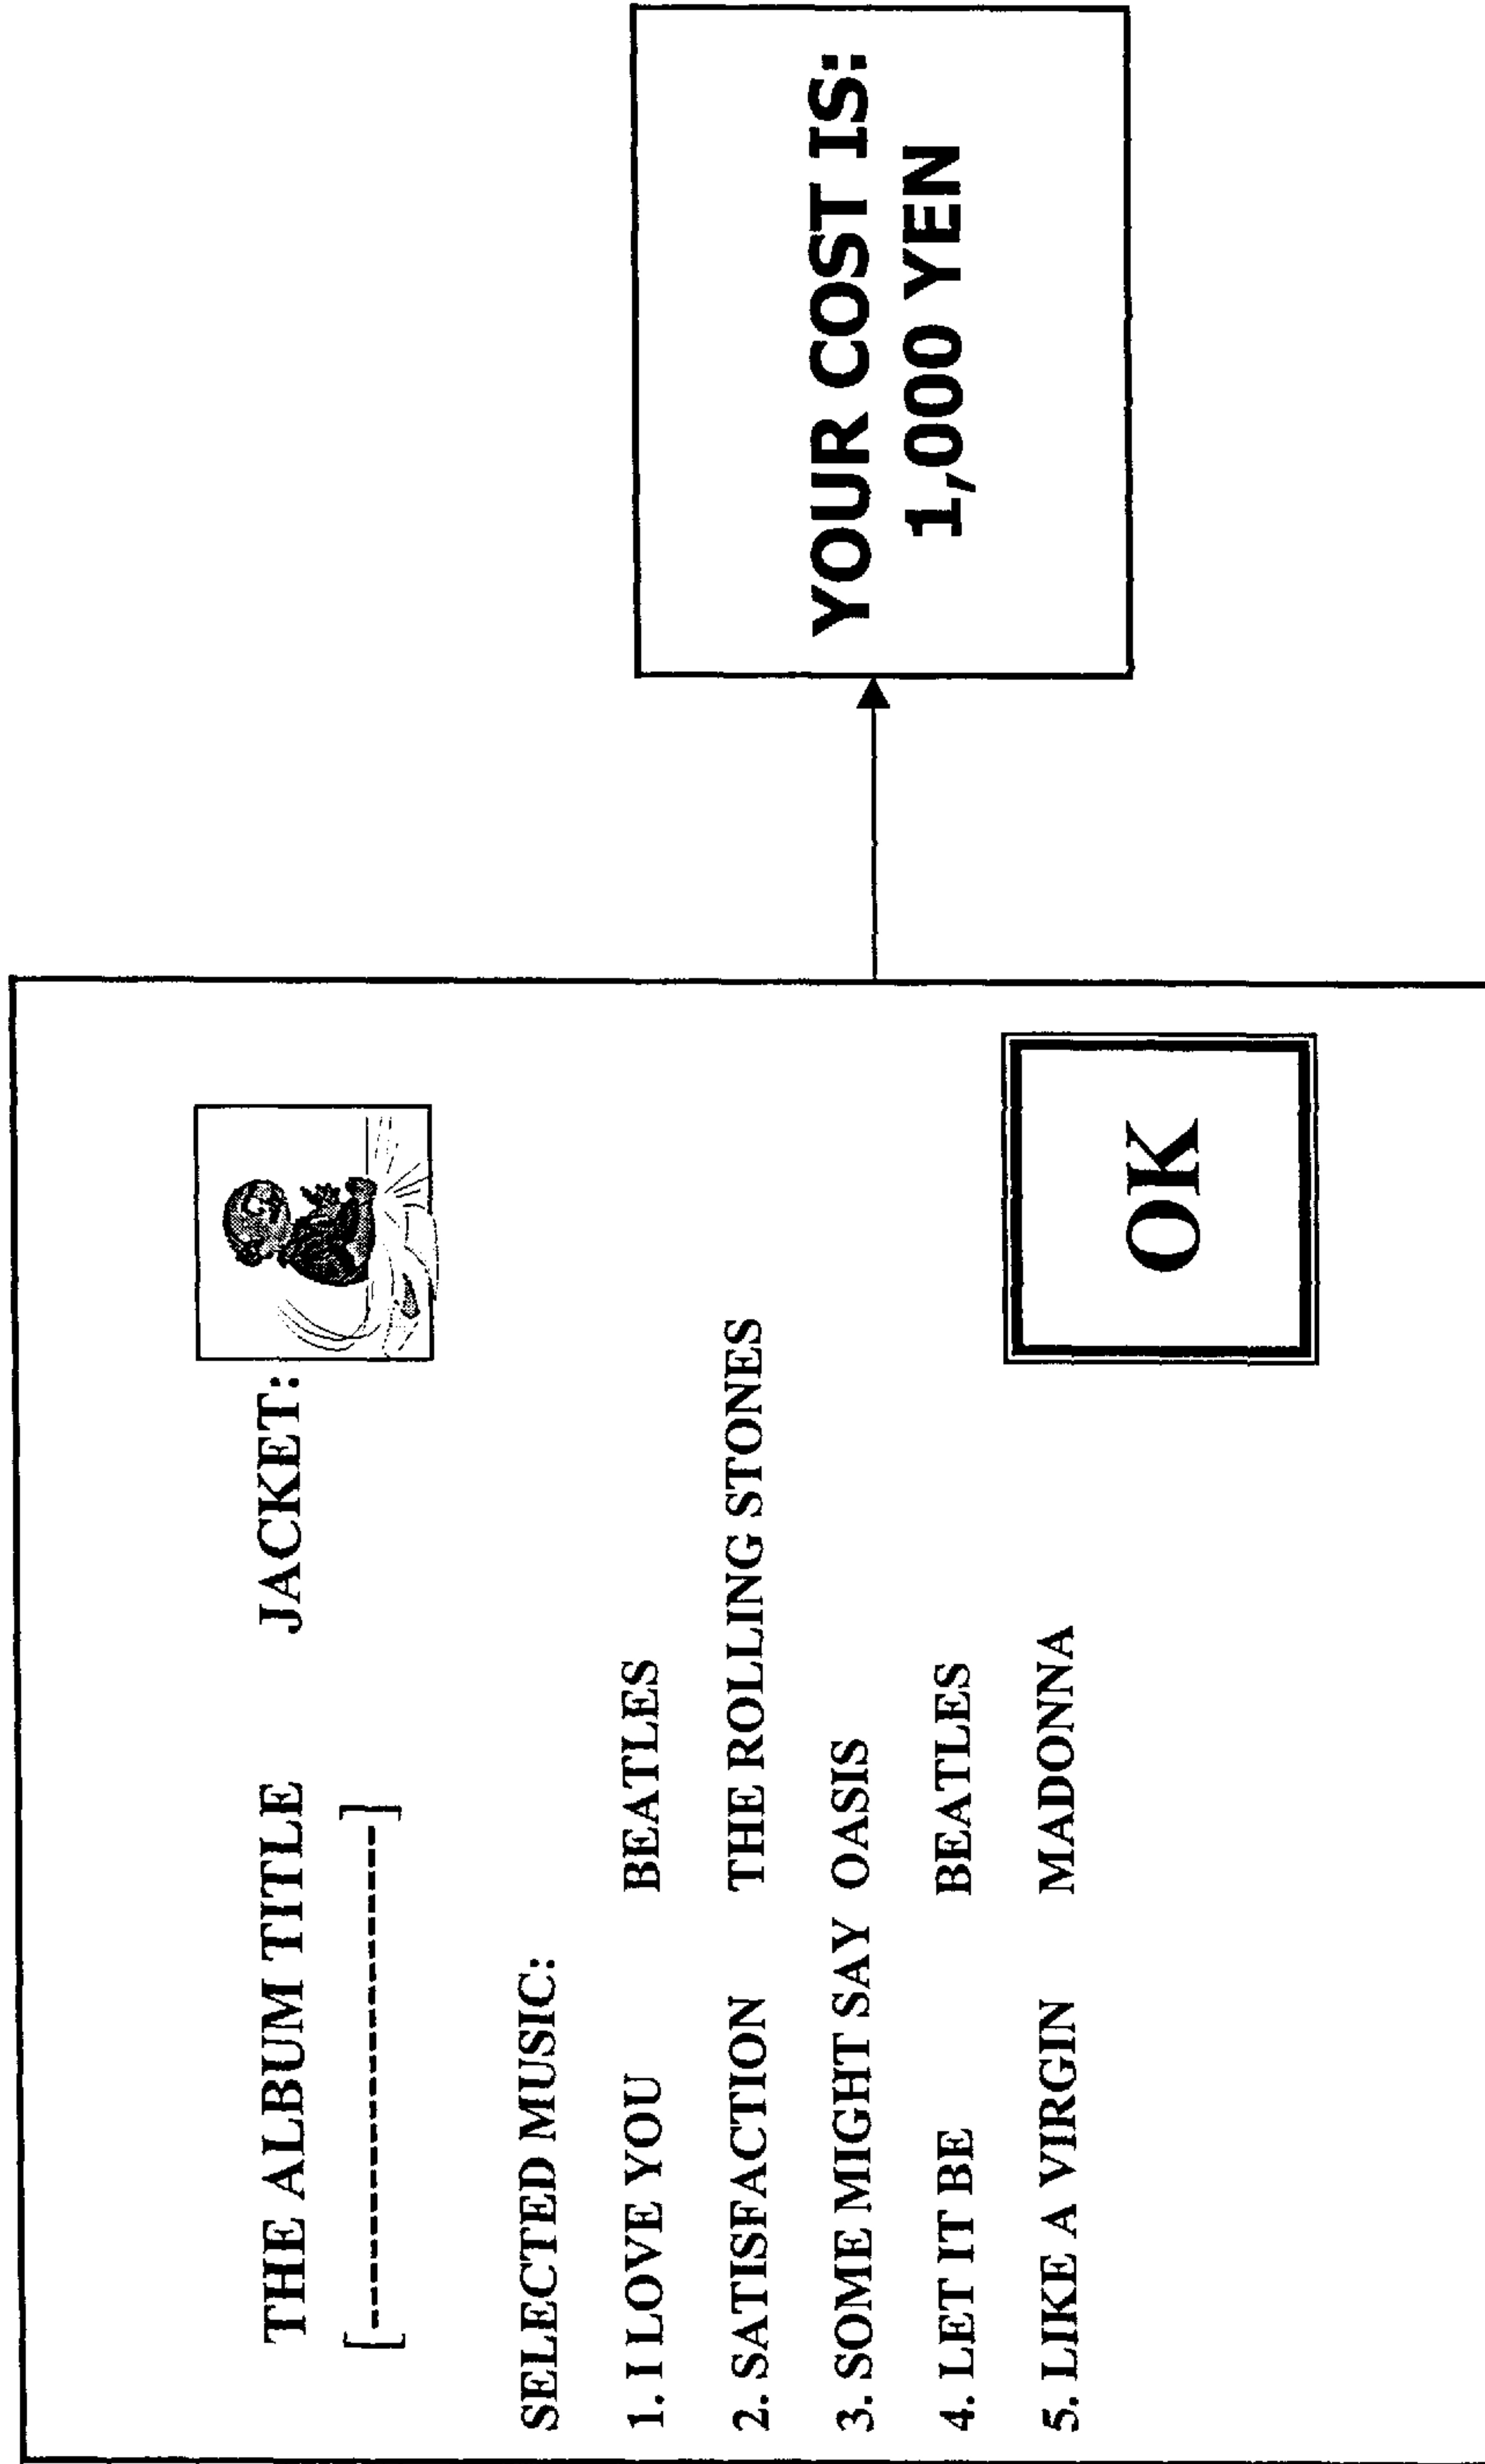 THE ALBUM TITLE JACKET:
[--------------------]
SELECTED MUSIC:
1. I LOVE YOU BEATLES
2. SATISFACTION THE ROLLING STONES
3. SOME MIGHT SAY OASIS
4. LET IT BE BEATLES
5. LIKE A VIRGIN MADONNA
OK
YOUR COST IS:
1,000 YEN